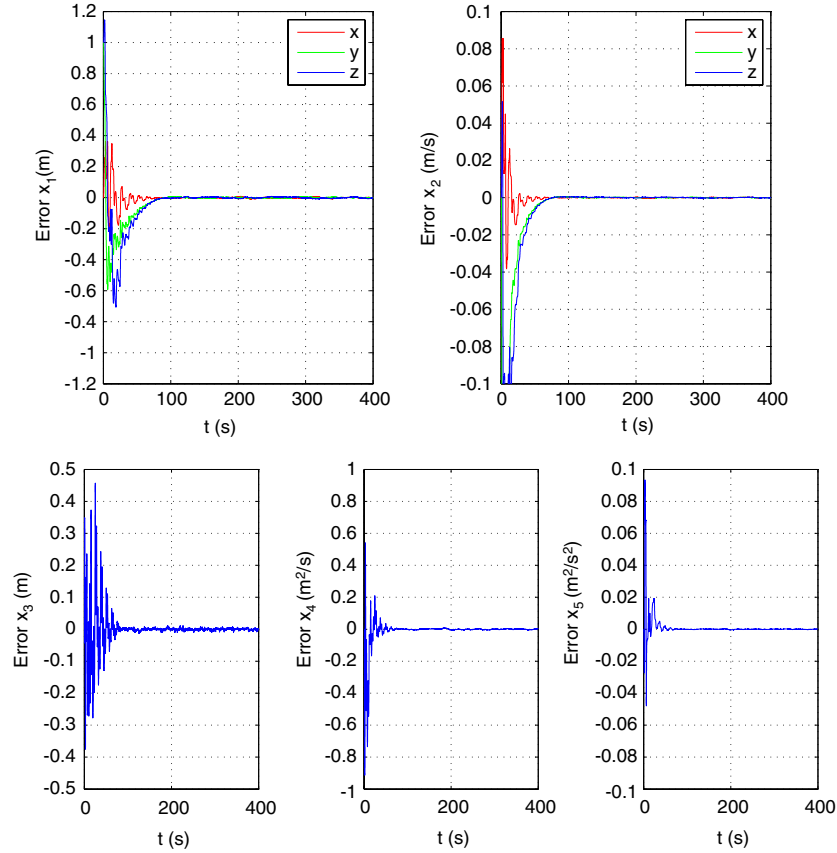 1.2
1
0.8
0.6
0.4
0.2
0
-0.2
-0.4
-0.6
-0.8
-1
-1.2
0 100 200 300 400
Error x1(m)
t (s)
x
y
z
0.1
0.08
0.06
0.04
0.02
0
-0.02
-0.04
-0.06
-0.08
-0.1
0 100 200 300 400
Error x2 (m/s)
t (s)
x
y
z
0.5
0.4
0.3
0.2
0.1
0
-0.1
-0.2
-0.3
-0.4
-0.5
0 200 400
Error x3 (m)
t (s)
1
0.8
0.6
0.4
0.2
0
-0.2
-0.4
-0.6
-0.8
-1
0 200 400
Error x4 (m²/s)
t (s)
0.1
0.08
0.06
0.04
0.02
0
-0.02
-0.04
0.06
0.08
-0.1
0 200 400
Error x5 (m²/s²)
t (s)